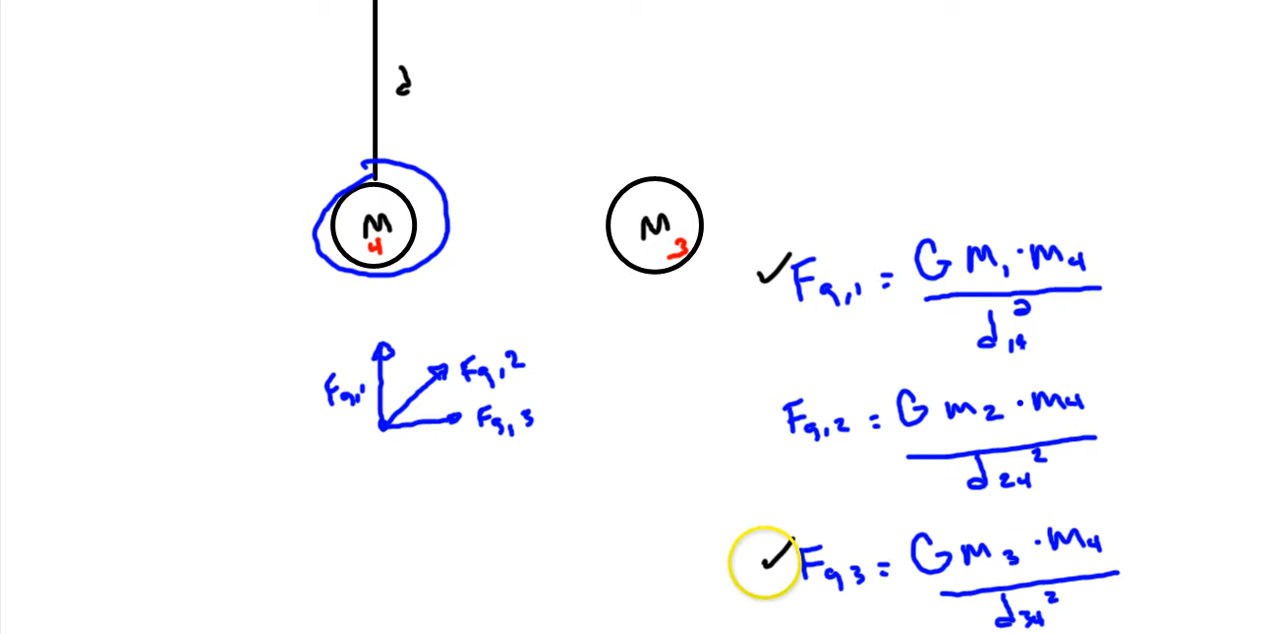 d
M
4
M
3
Fg,1 = G m₁ · m₄ / d₁₄²
Fg,1
Fg,2
Fg,3
Fg,2 = G m₂ · m₄ / d₂₄²
Fg3 = G m₃ · m₄ / d₃₄²